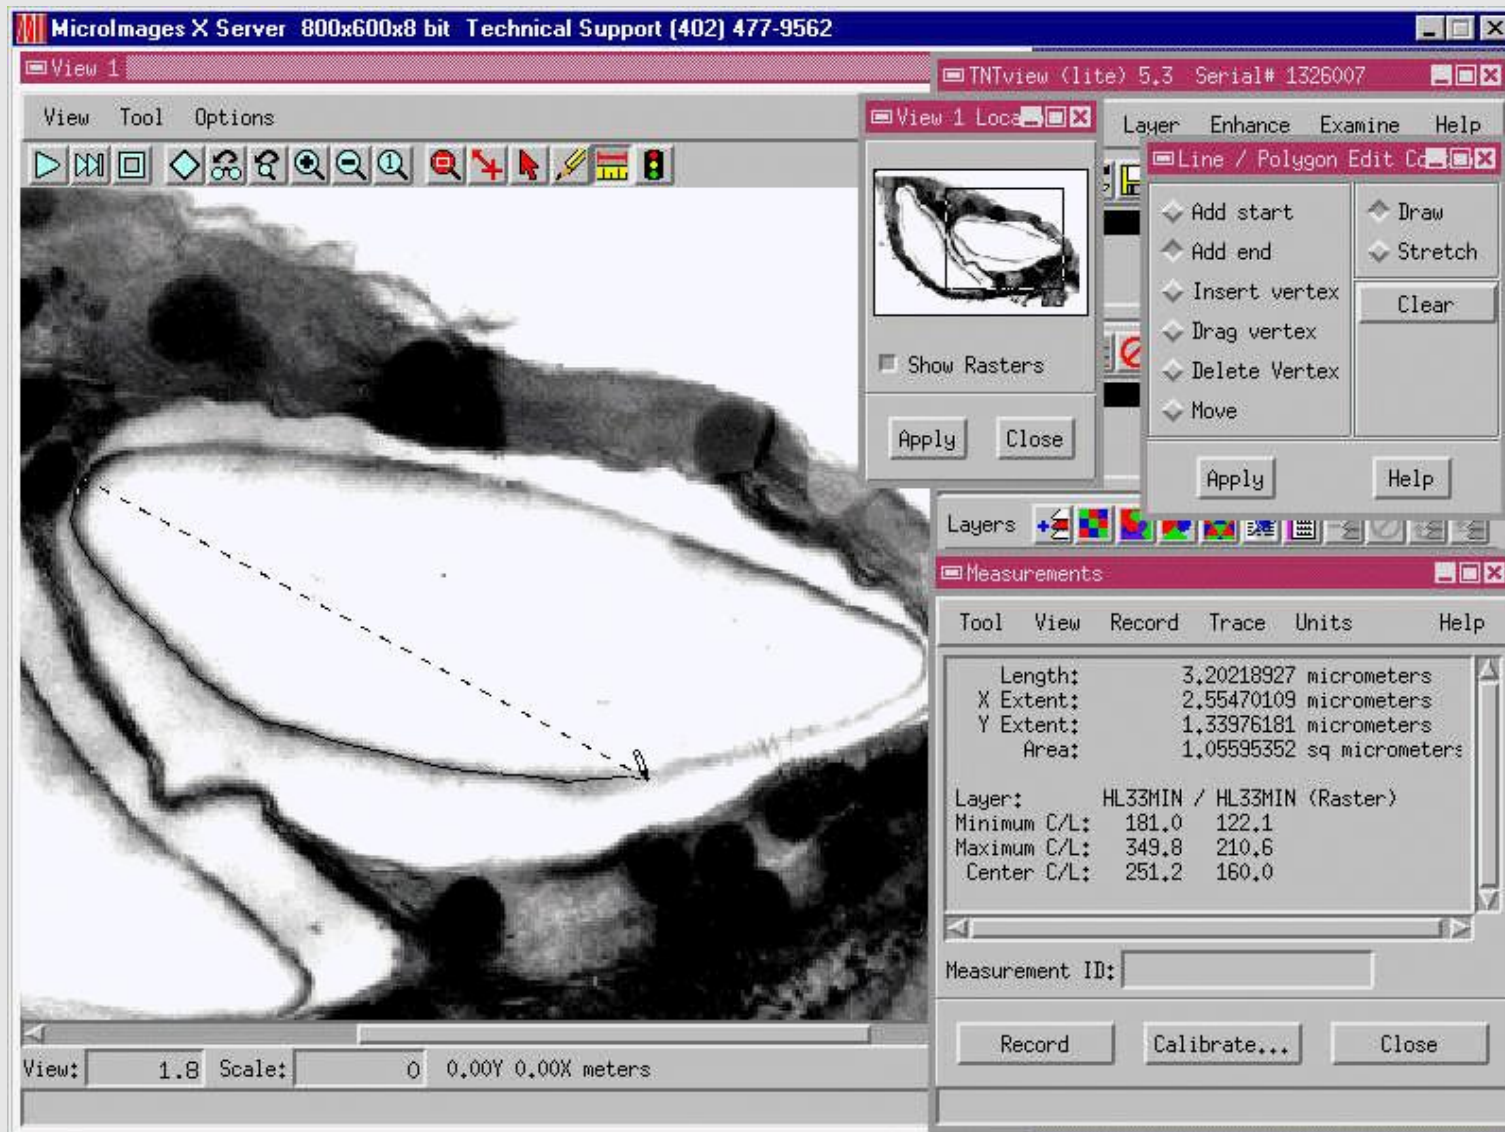 MicroImages X Server 800x600x8 bit Technical Support (402) 477-9562
View 1
View Tool Options
1
View: 1.8 Scale: 0 0.00Y 0.00X meters
TNTview (lite) 5.3 Serial# 1326007
Layer Enhance Examine Help
View 1 Loca
Show Rasters
Apply Close
Line / Polygon Edit Co
Add start
Add end
Insert vertex
Drag vertex
Delete Vertex
Move
Draw
Stretch
Clear
Apply Help
Layers
Measurements
Tool View Record Trace Units Help
Length: 3.20218927 micrometers
X Extent: 2.55470109 micrometers
Y Extent: 1.33976181 micrometers
Area: 1.05595352 sq micrometers
Layer: HL33MIN / HL33MIN (Raster)
Minimum C/L: 181.0 122.1
Maximum C/L: 349.8 210.6
Center C/L: 251.2 160.0
Measurement ID:
Record Calibrate... Close